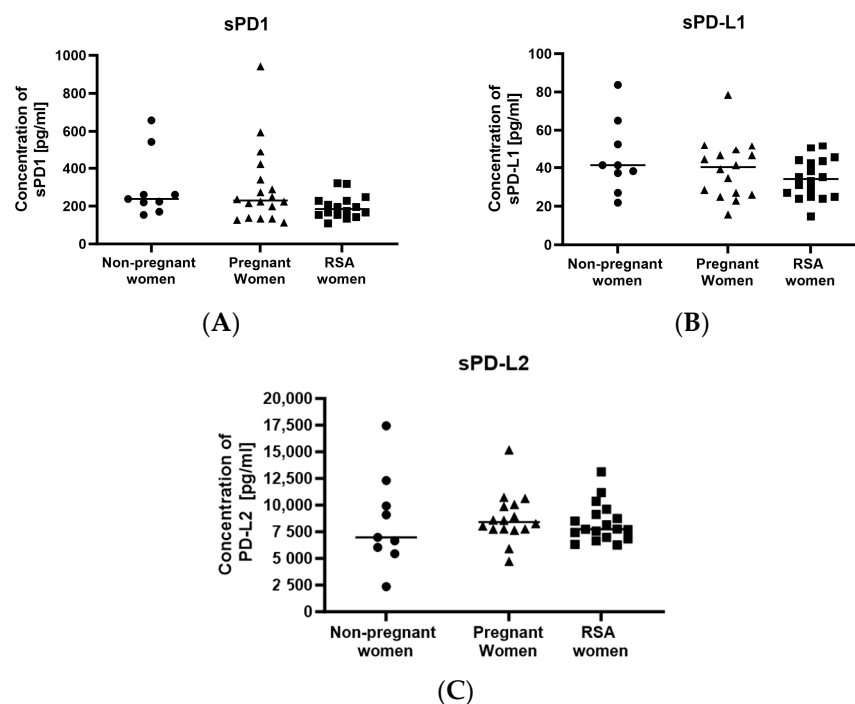 sPD1
Concentration of
sPD1 [pg/ml]
1000
800
600
400
200
0
Non-pregnant
women
Pregnant
Women
RSA
women
(A)
sPD-L1
Concentration of
sPD-L1 [pg/ml]
100
80
60
40
20
0
Non-pregnant
women
Pregnant
Women
RSA
women
(B)
sPD-L2
Concentration of
PD-L2 [pg/ml]
20,000
17,500
15,000
12,500
10,000
7 500
5 000
2 500
0
Non-pregnant
women
Pregnant
Women
RSA
women
(C)